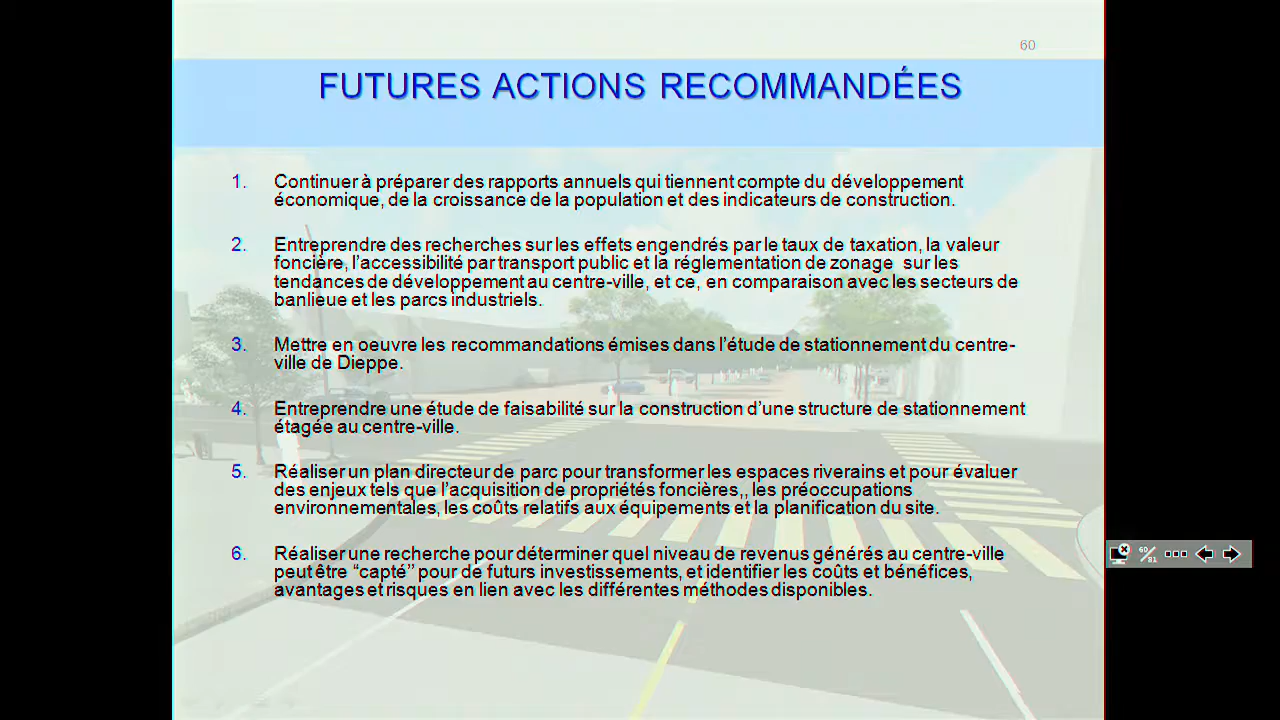 60
FUTURES ACTIONS RECOMMANDÉES
1. Continuer à préparer des rapports annuels qui tiennent compte du développement
économique, de la croissance de la population et des indicateurs de construction.
2. Entreprendre des recherches sur les effets engendrés par le taux de taxation, la valeur
foncière, l’accessibilité par transport public et la réglementation de zonage sur les
tendances de développement au centre-ville, et ce, en comparaison avec les secteurs de
banlieue et les parcs industriels.
3. Mettre en oeuvre les recommandations émises dans l’étude de stationnement du centre-
ville de Dieppe.
4. Entreprendre une étude de faisabilité sur la construction d’une structure de stationnement
étagée au centre-ville.
5. Réaliser un plan directeur de parc pour transformer les espaces riverains et pour évaluer
des enjeux tels que l’acquisition de propriétés foncières,, les préoccupations
environnementales, les coûts relatifs aux équipements et la planification du site.
6. Réaliser une recherche pour déterminer quel niveau de revenus générés au centre-ville
peut être “capté” pour de futurs investissements, et identifier les coûts et bénéfices,
avantages et risques en lien avec les différentes méthodes disponibles.
60/81